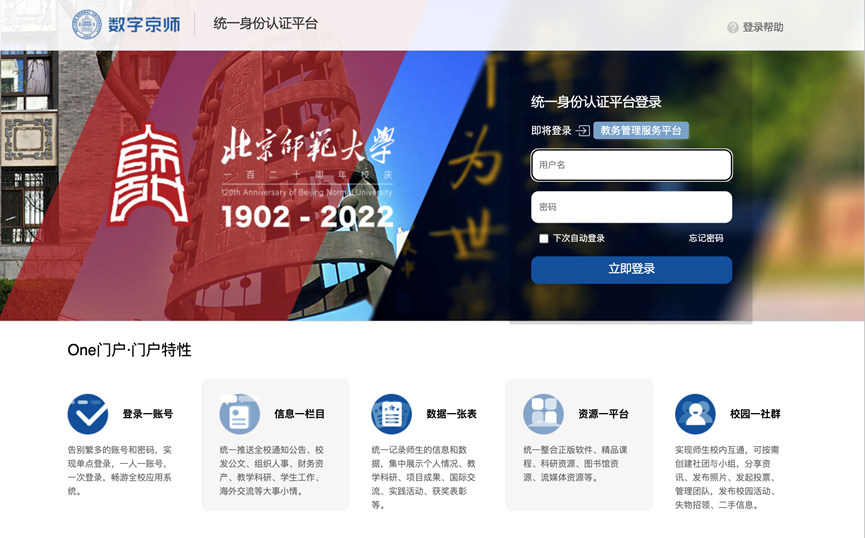 数字京师
统一身份认证平台
登录帮助
北京师范大学
一百二十周年校庆
120th Anniversary of Beijing Normal University
1902 - 2022
为
世
统一身份认证平台登录
即将登录 教务管理服务平台
用户名
密码
下次自动登录 忘记密码
立即登录
One门户·门户特性
登录一账号
告别繁多的账号和密码，实
现单点登录，一人一账号，
一次登录，畅游全校应用系
统。
信息一栏目
统一推送全校通知公告、校
发公文、组织人事、财务资
产、教学科研、学生工作、
海外交流等大事小情。
数据一张表
统一记录师生的信息和数
据，集中展示个人情况、教
学科研、项目成果、国际交
流、实践活动、获奖表彰
等。
资源一平台
统一整合正版软件、精品课
程、科研资源、图书馆资
源、流媒体资源等。
校园一社群
实现师生校内互通，可按需
创建社团与小组，分享资
讯、发布照片、发起投票、
管理团队，发布校园活动、
失物招领、二手信息。